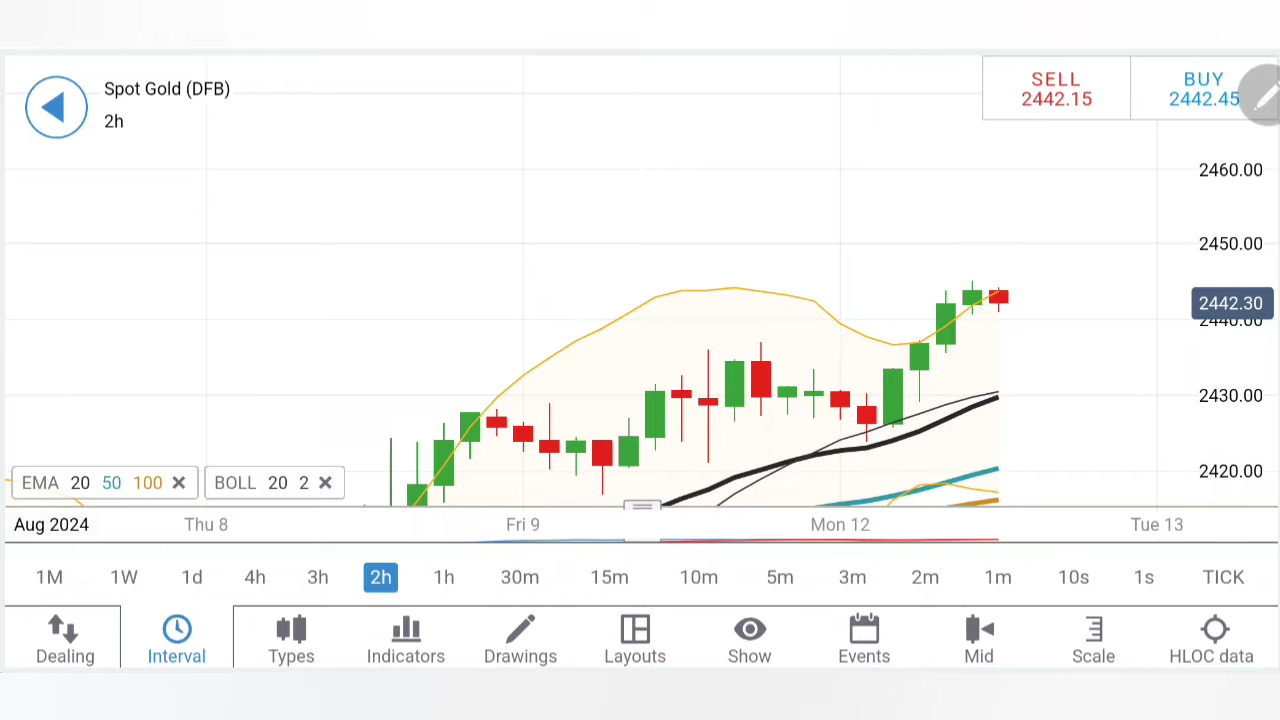 Spot Gold (DFB)
2h
SELL
2442.15
BUY
2442.45
2460.00
2450.00
2442.30
2440.00
2430.00
2420.00
EMA 20 50 100
BOLL 20 2
Aug 2024 Thu 8 Fri 9 Mon 12 Tue 13
1M 1W 1d 4h 3h 2h 1h 30m 15m 10m 5m 3m 2m 1m 10s 1s TICK
Dealing Interval Types Indicators Drawings Layouts Show Events Mid Scale HLOC data